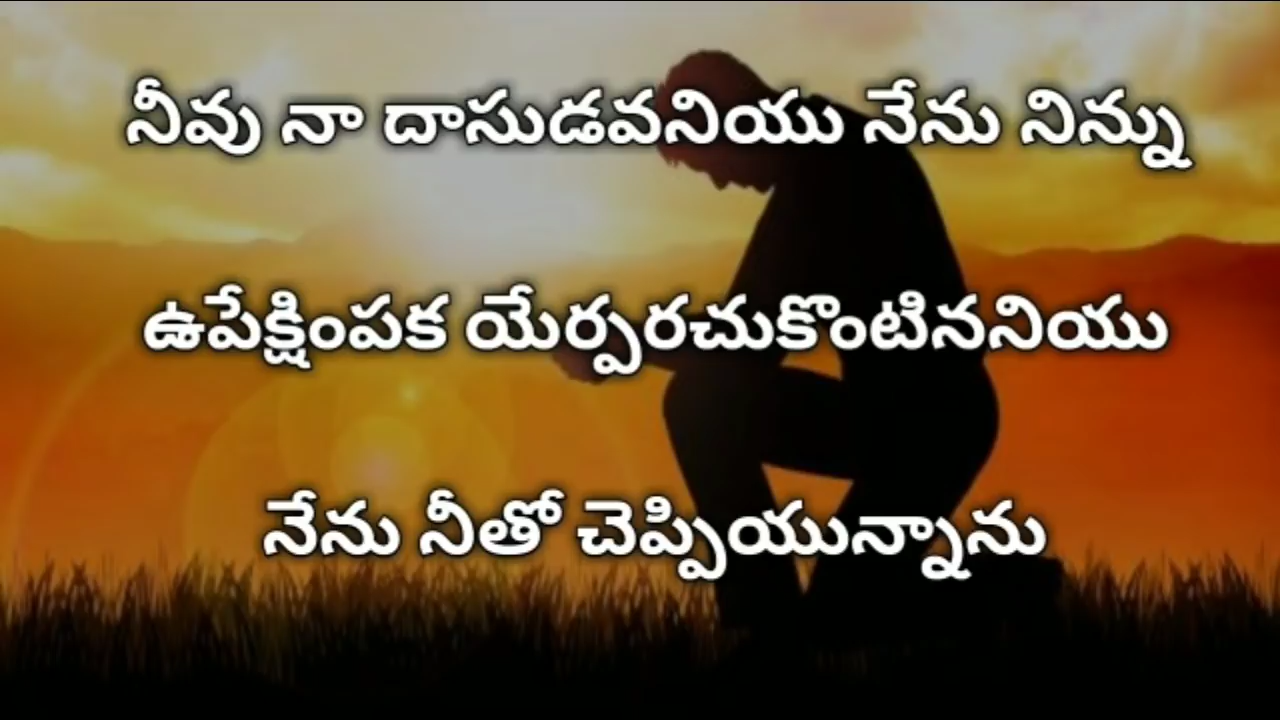 నీవు నా దాసుడవనియు నేను నిన్ను
ఉపేక్షింపక యేర్పరచుకొంటిననియు
నేను నీతో చెప్పియున్నాను